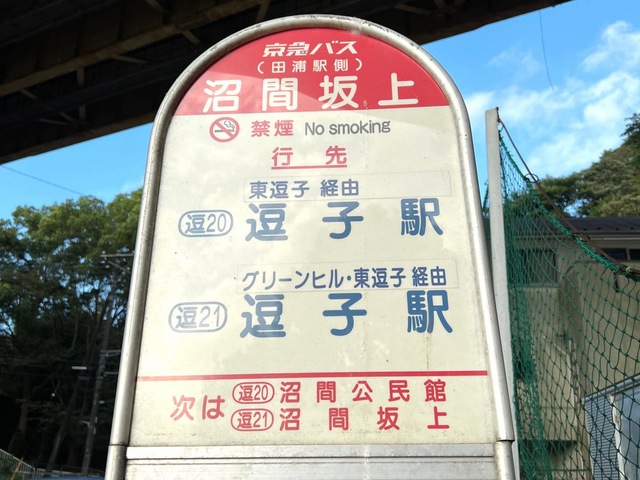 京急バス
(田浦駅側)
沼間坂上
禁煙 No smoking
行先
東逗子 経由
逗20 逗子駅
グリーンヒル・東逗子 経由
逗21 逗子駅
次は 逗20 沼間公民館
逗21 沼間坂上